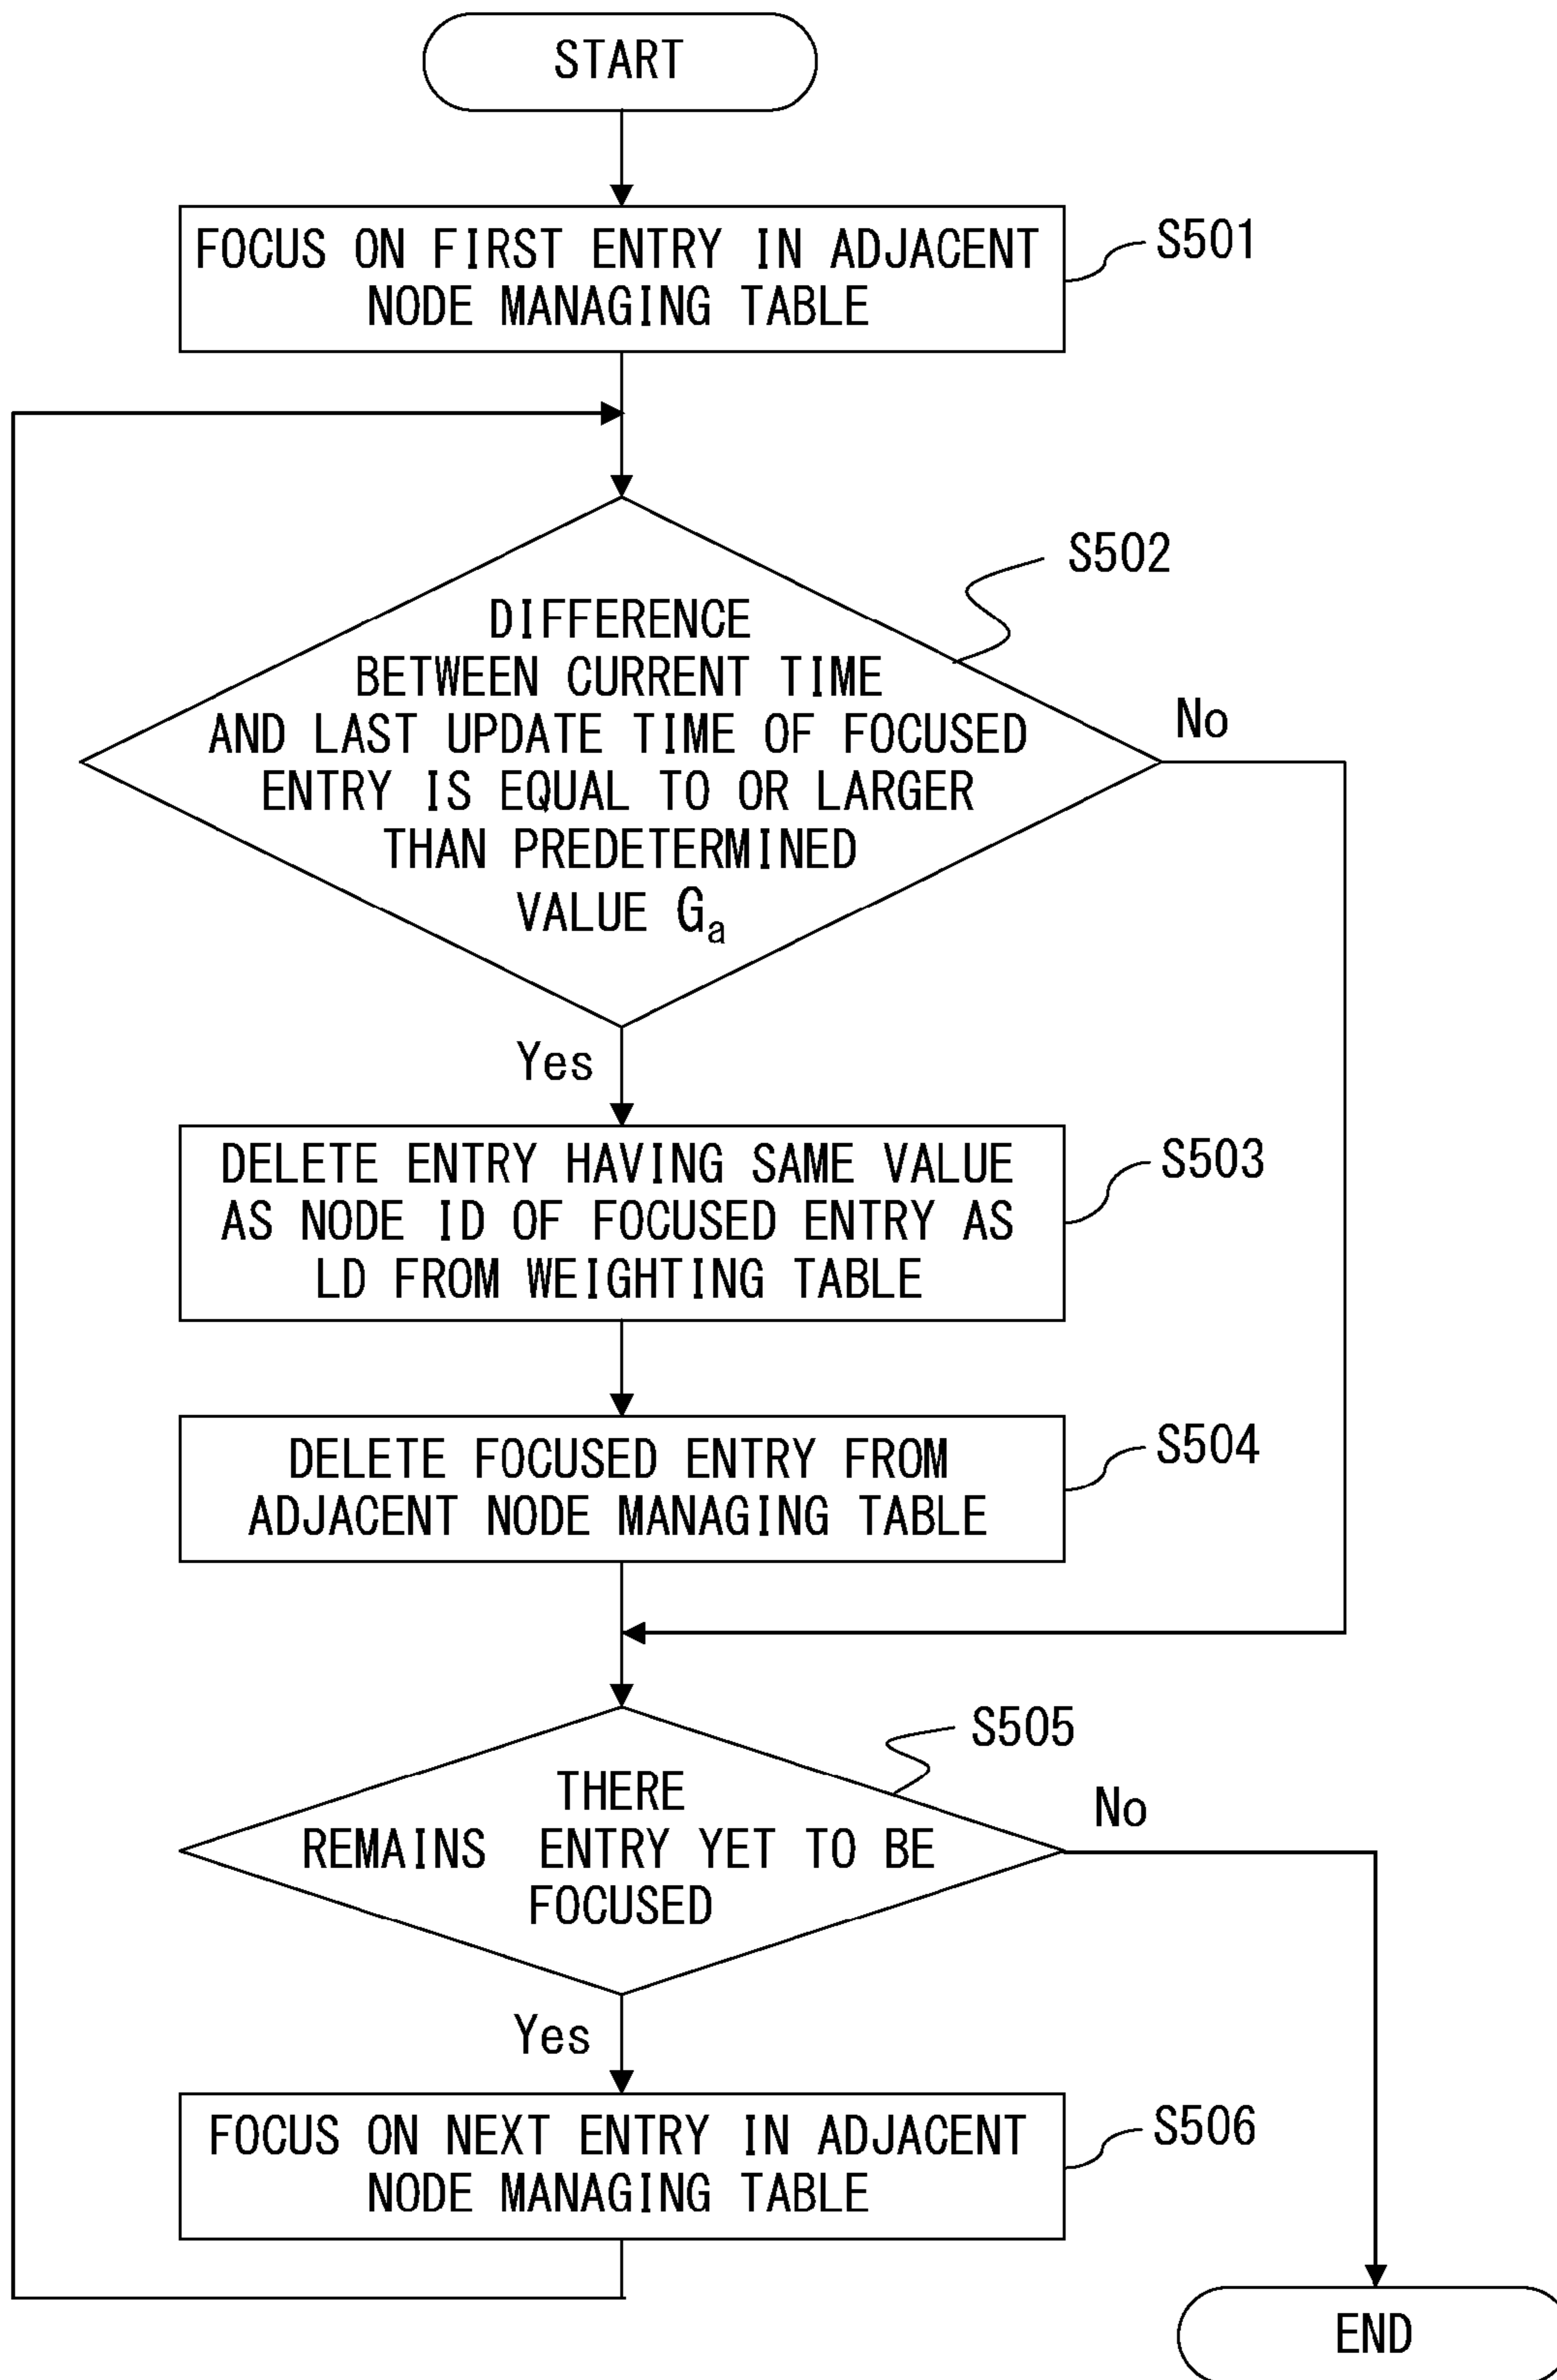 START
FOCUS ON FIRST ENTRY IN ADJACENT
NODE MANAGING TABLE
S501
S502
DIFFERENCE
BETWEEN CURRENT TIME
AND LAST UPDATE TIME OF FOCUSED
ENTRY IS EQUAL TO OR LARGER
THAN PREDETERMINED
VALUE Ga
No
Yes
DELETE ENTRY HAVING SAME VALUE
AS NODE ID OF FOCUSED ENTRY AS
LD FROM WEIGHTING TABLE
S503
DELETE FOCUSED ENTRY FROM
ADJACENT NODE MANAGING TABLE
S504
S505
THERE
REMAINS ENTRY YET TO BE
FOCUSED
No
Yes
FOCUS ON NEXT ENTRY IN ADJACENT
NODE MANAGING TABLE
S506
END